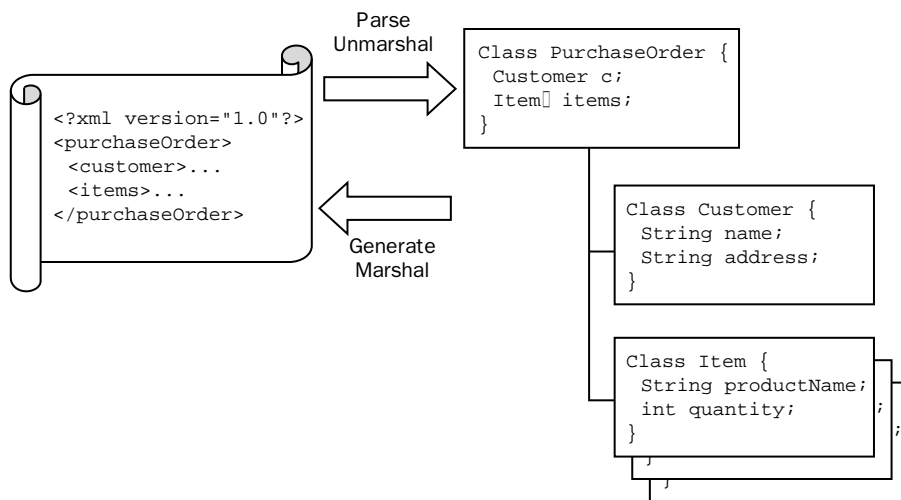 Parse
Unmarshal
<?xml version="1.0"?>
<purchaseOrder>
<customer>...
<items>...
</purchaseOrder>
Generate
Marshal
Class PurchaseOrder {
Customer c;
Item▯ items;
}
Class Customer {
String name;
String address;
}
Class Item {
String productName;
int quantity;
}
;
;
}
}